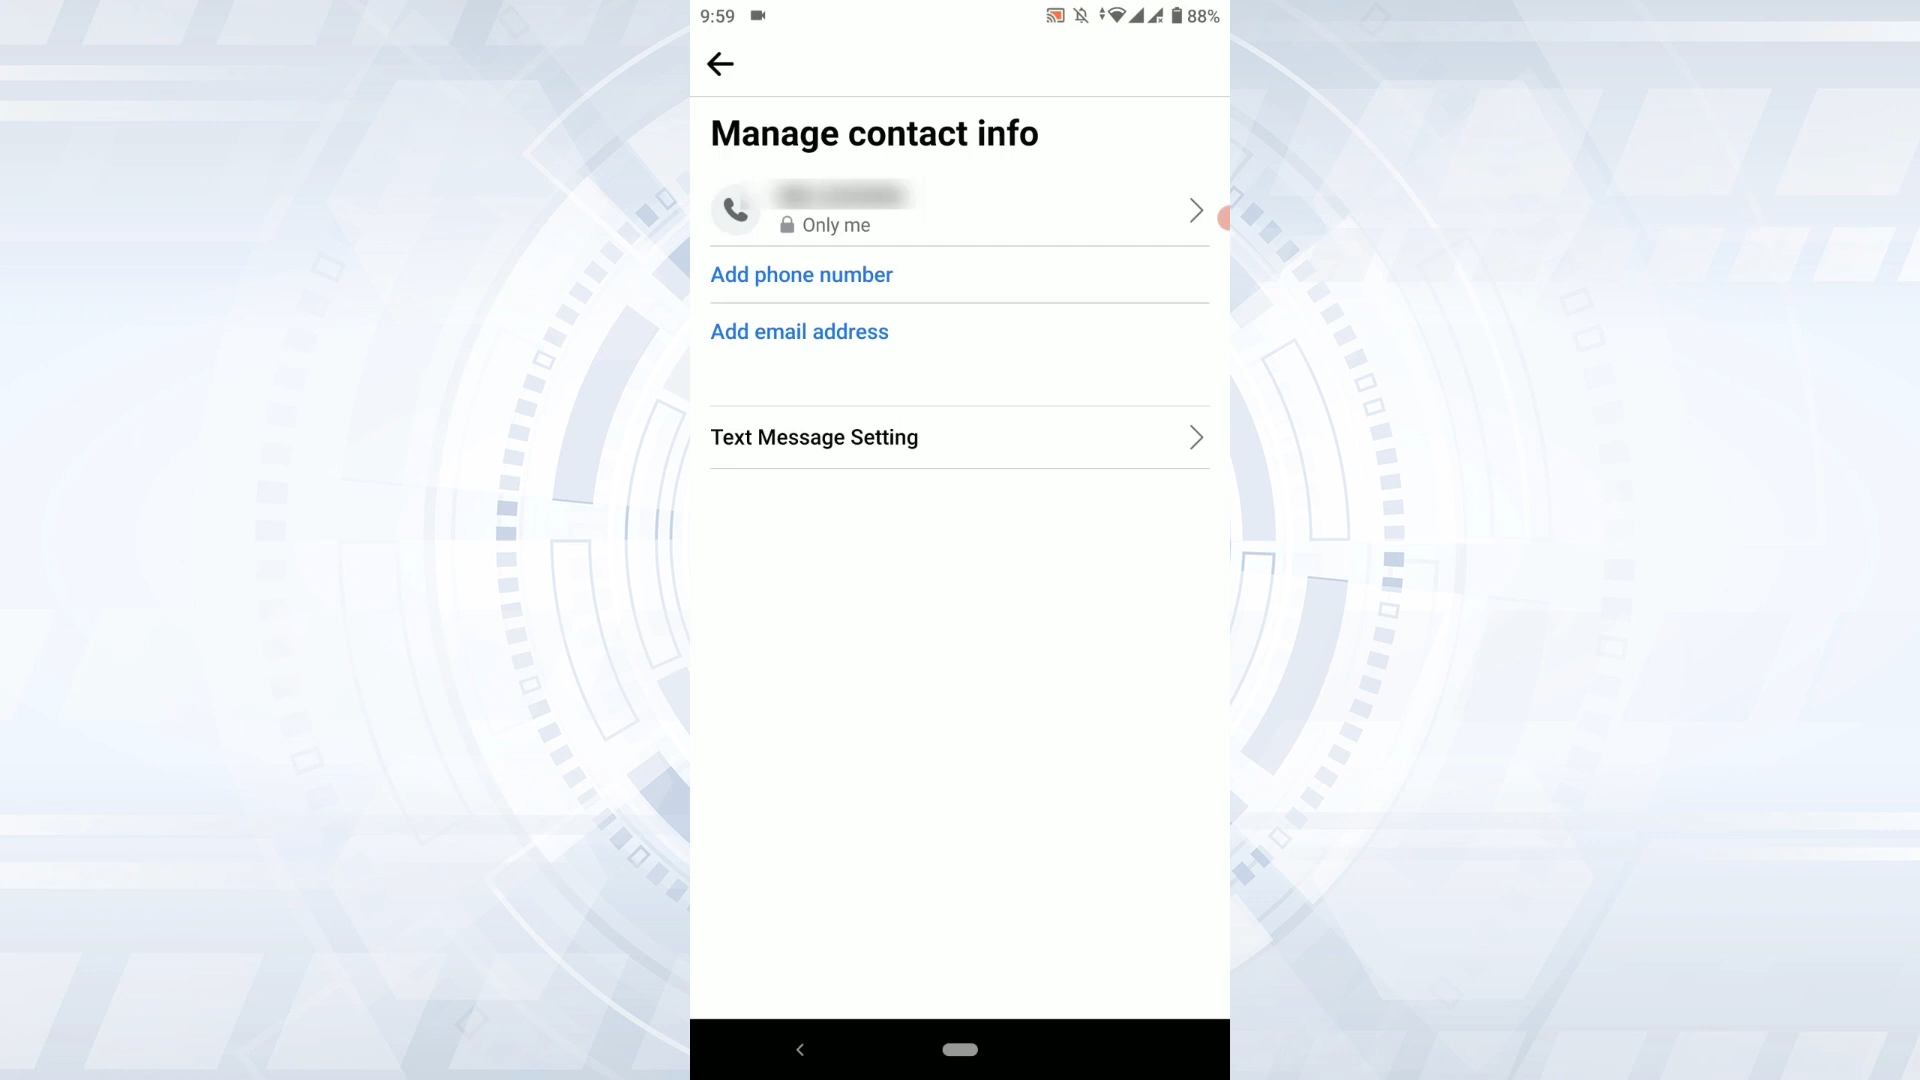 9:59
88%
Manage contact info
Only me
Add phone number
Add email address
Text Message Setting